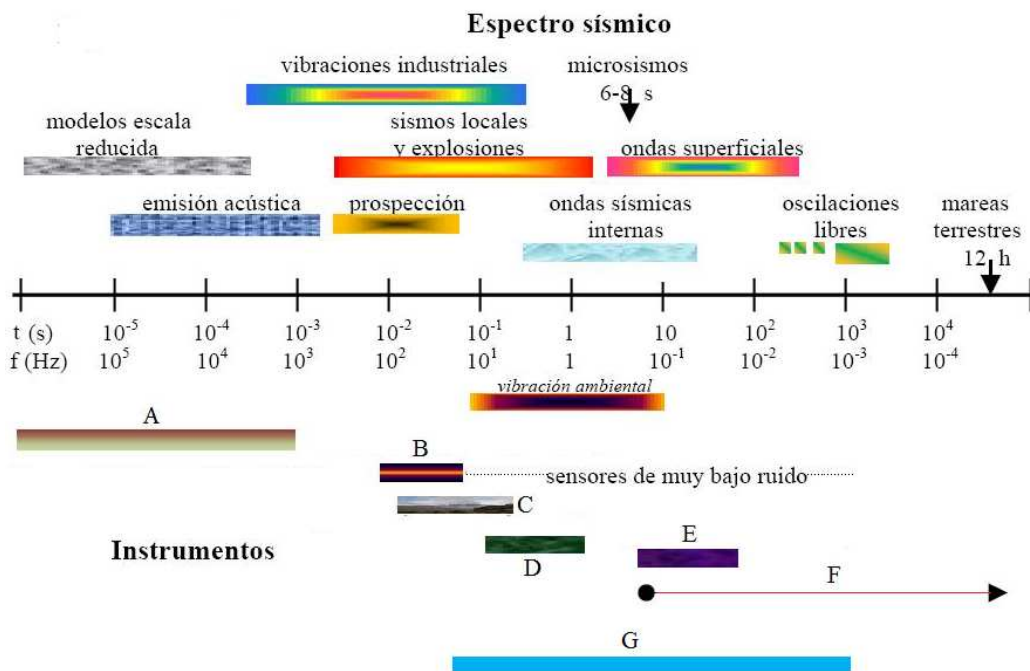 Espectro sísmico
vibraciones industriales
microsismos
6-8 s
modelos escala
reducida
sismos locales
y explosiones
ondas superficiales
emisión acústica
prospección
ondas sísmicas
internas
oscilaciones
libres
mareas
terrestres
12 h
t (s) 10-5 10-4 10-3 10-2 10-1 1 10 102 103 104
f (Hz) 105 104 103 102 101 1 10-1 10-2 10-3 10-4
vibración ambiental
A
B
sensores de muy bajo ruido
C
Instrumentos
D
E
F
G